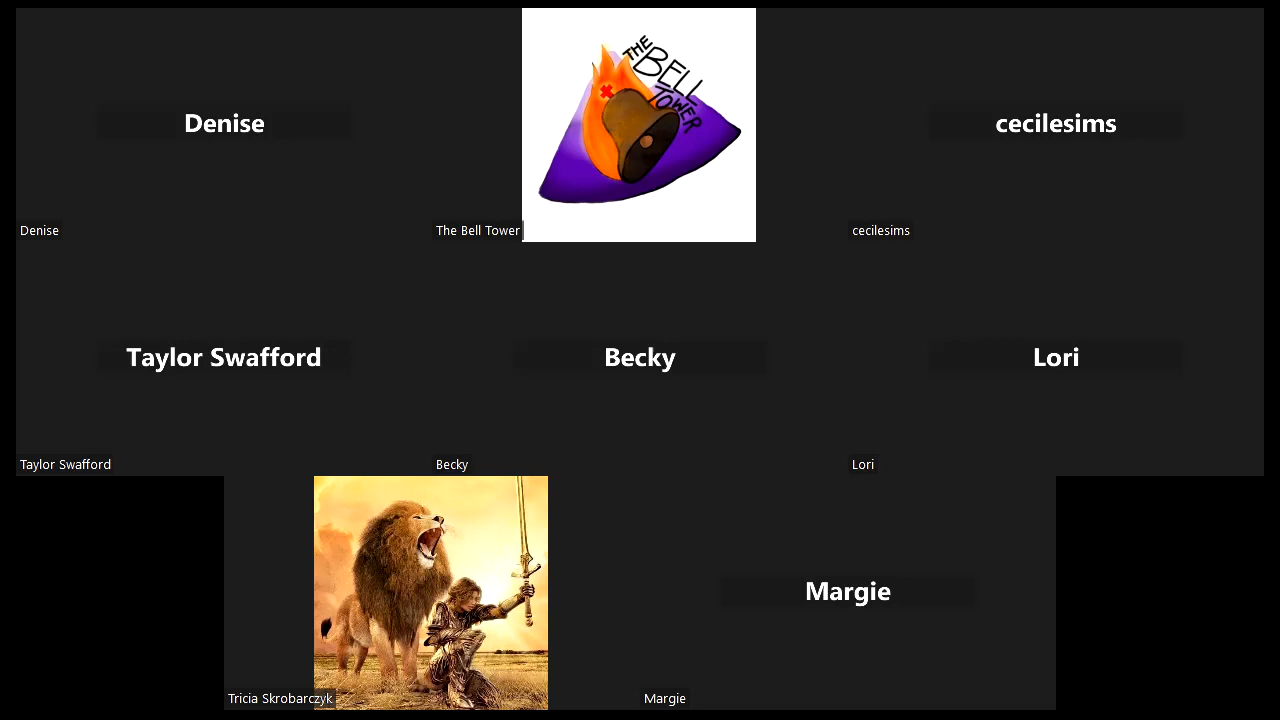 Denise
THE
BELL
TOWER
cecilesims
Denise
The Bell Tower
cecilesims
Taylor Swafford
Becky
Lori
Taylor Swafford
Becky
Lori
Margie
Tricia Skrobarczyk
Margie